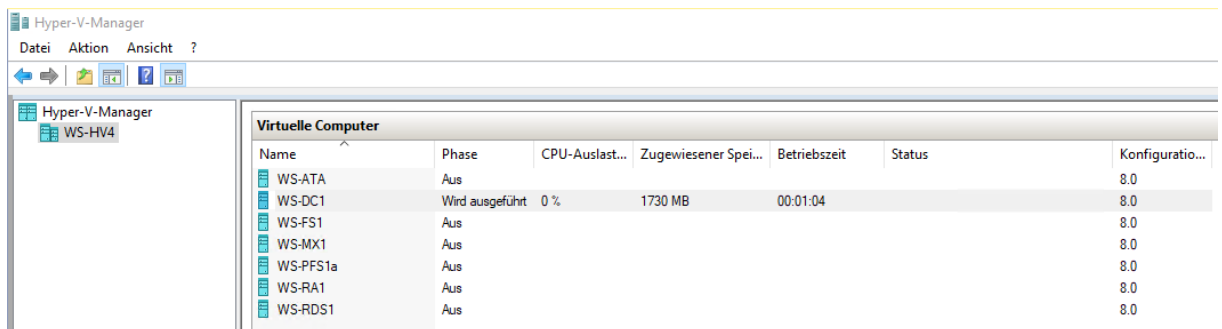 Hyper-V-Manager
Datei Aktion Ansicht ?
Hyper-V-Manager
WS-HV4
Virtuelle Computer
Name Phase CPU-Auslast... Zugewiesener Spei... Betriebszeit Status Konfiguratio...
WS-ATA Aus 8.0
WS-DC1 Wird ausgeführt 0 % 1730 MB 00:01:04 8.0
WS-FS1 Aus 8.0
WS-MX1 Aus 8.0
WS-PFS1a Aus 8.0
WS-RA1 Aus 8.0
WS-RDS1 Aus 8.0